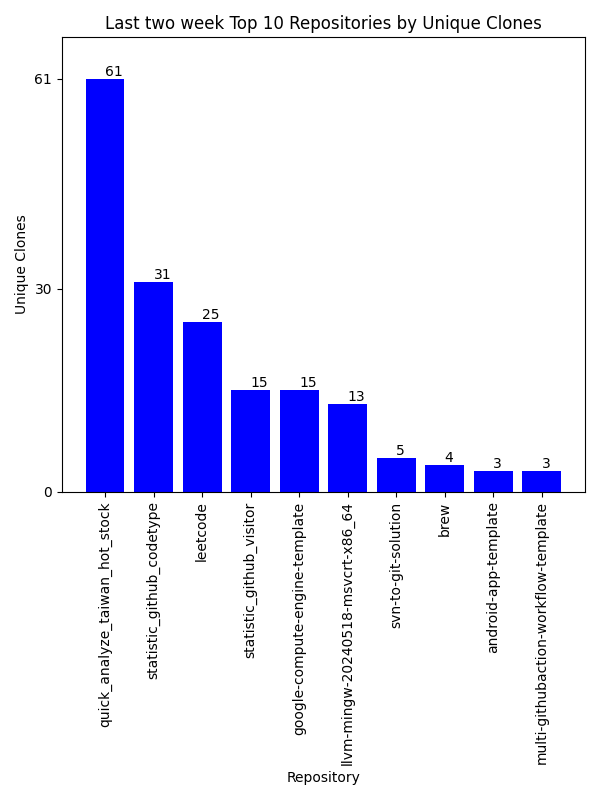 Last two week Top 10 Repositories by Unique Clones
Unique Clones
61
30
0
61
31
25
15
15
13
5
4
3
3
quick_analyze_taiwan_hot_stock
statistic_github_codetype
leetcode
statistic_github_visitor
google-compute-engine-template
llvm-mingw-20240518-msvcrt-x86_64
svn-to-git-solution
brew
android-app-template
multi-githubaction-workflow-template
Repository